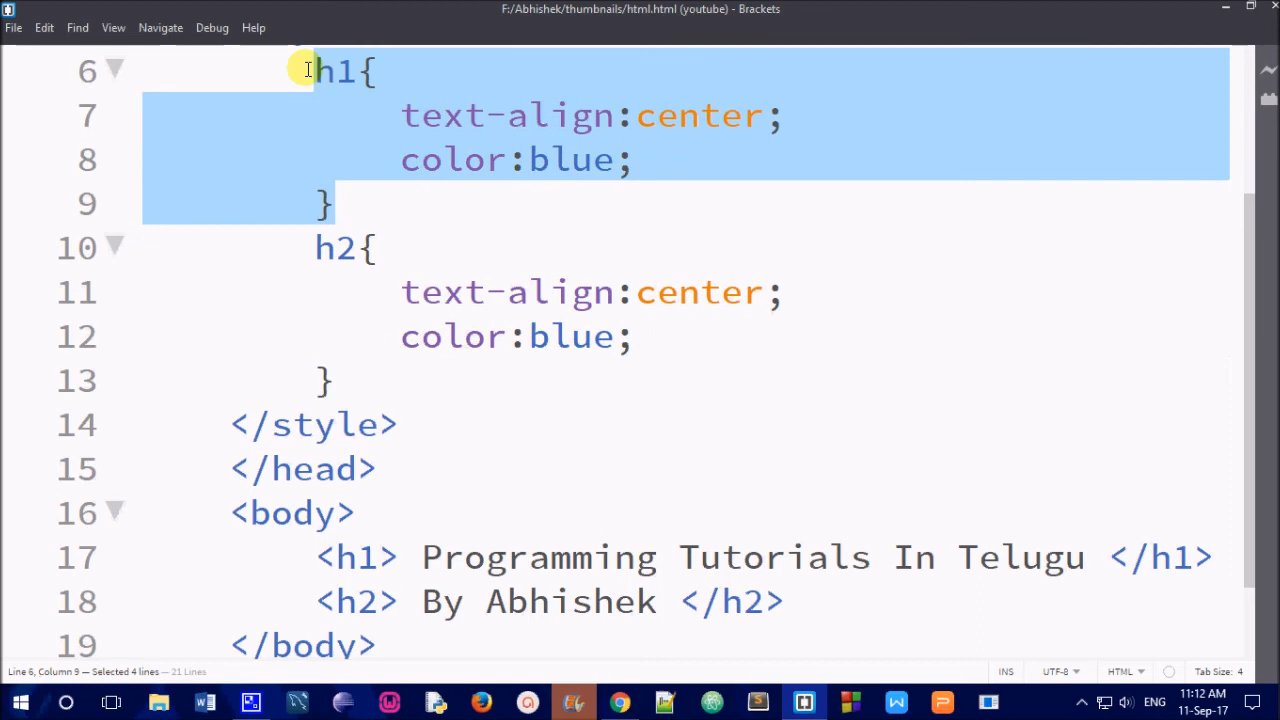 F:/Abhishek/thumbnails/html.html (youtube) - Brackets
File Edit Find View Navigate Debug Help
6 h1{
7 text-align:center;
8 color:blue;
9 }
10 h2{
11 text-align:center;
12 color:blue;
13 }
14 </style>
15 </head>
16 <body>
17 <h1> Programming Tutorials In Telugu </h1>
18 <h2> By Abhishek </h2>
19 </body>
Line 6, Column 9 — Selected 4 lines — 21 Lines INS UTF-8 HTML Tab Size: 4
ENG 11:12 AM
11-Sep-17